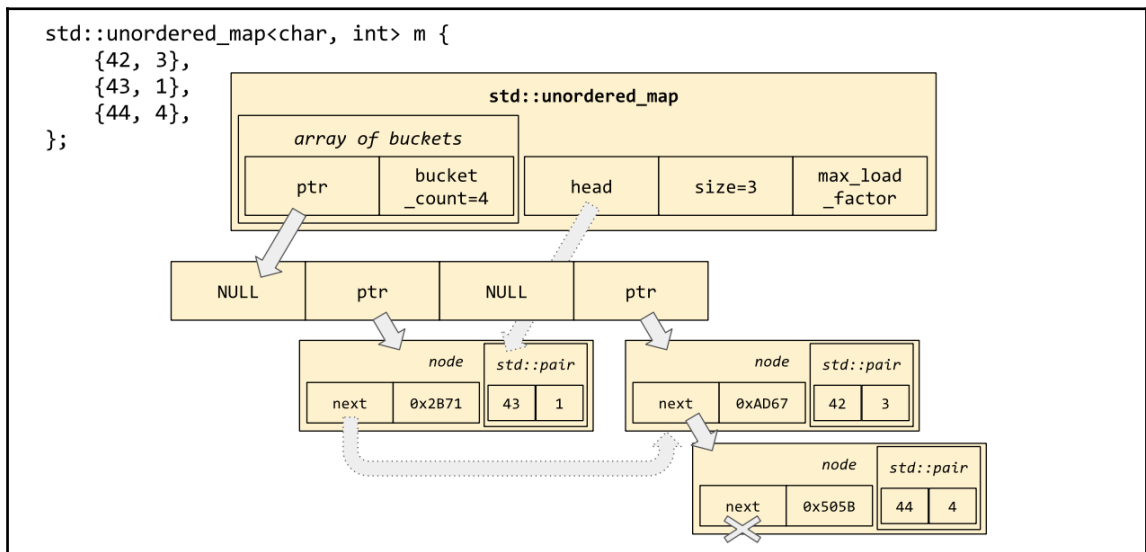 std::unordered_map<char, int> m {
{42, 3},
{43, 1},
{44, 4},
};
std::unordered_map
array of buckets
ptr
bucket
_count=4
head
size=3
max_load
_factor
NULL
ptr
NULL
ptr
node
std::pair
next
0x2B71
43
1
node
std::pair
next
0xAD67
42
3
node
std::pair
next
0x505B
44
4